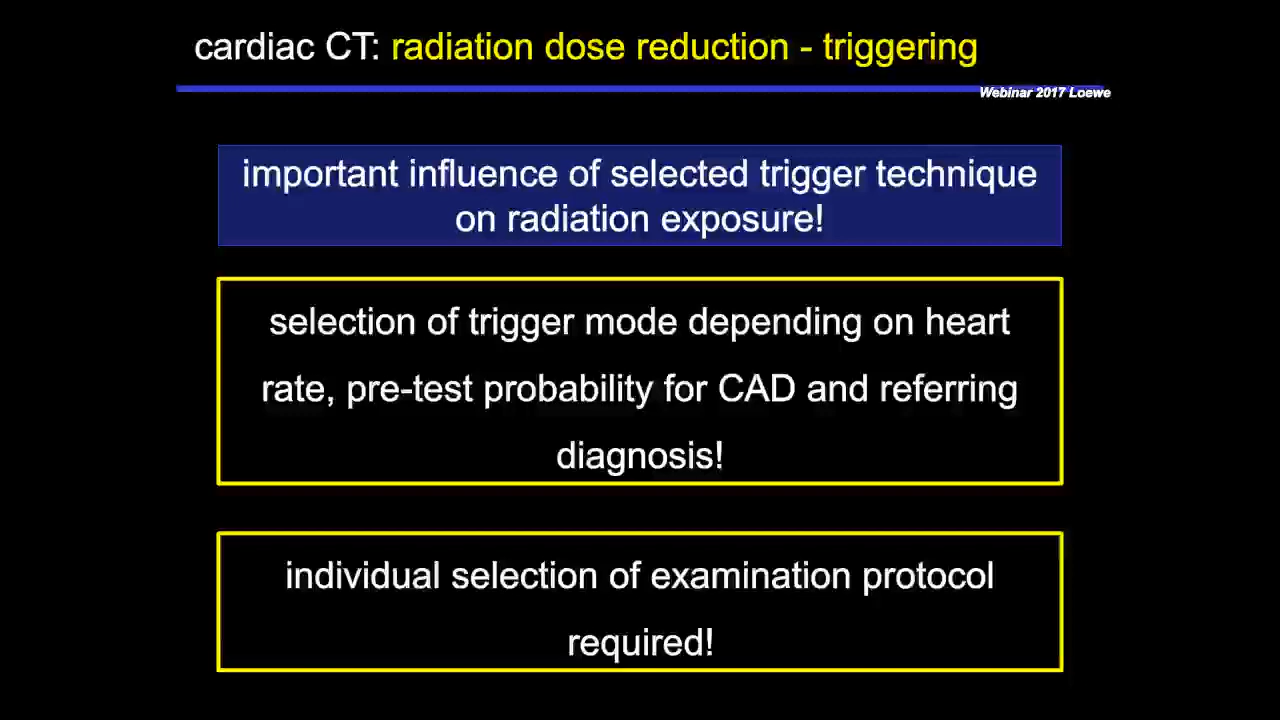 cardiac CT: radiation dose reduction - triggering
Webinar 2017 Loewe
important influence of selected trigger technique
on radiation exposure!
selection of trigger mode depending on heart
rate, pre-test probability for CAD and referring
diagnosis!
individual selection of examination protocol
required!